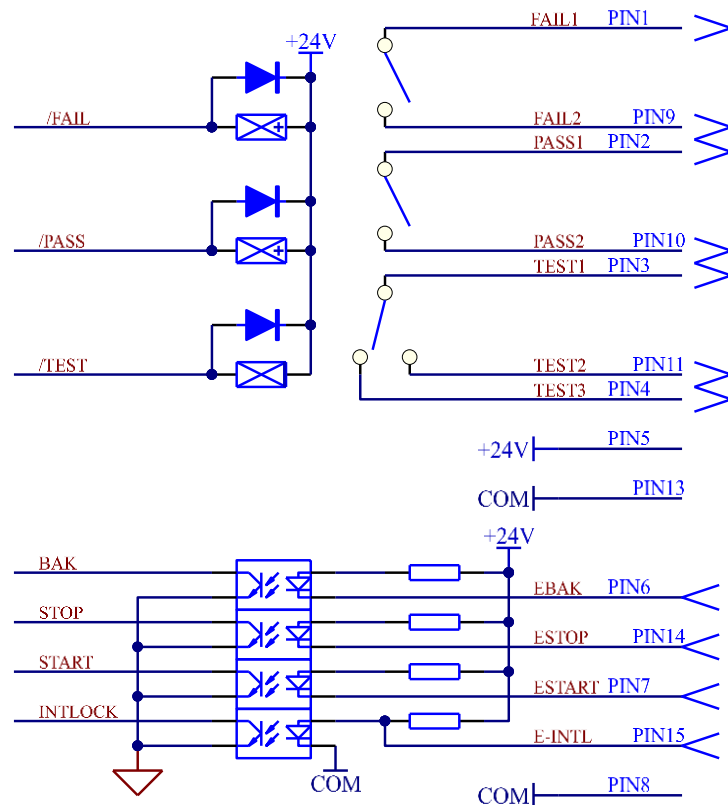 FAIL1 PIN1
+24V
/FAIL
FAIL2 PIN9
PASS1 PIN2
/PASS
PASS2 PIN10
TEST1 PIN3
/TEST
TEST2 PIN11
TEST3 PIN4
+24V PIN5
COM PIN13
+24V
BAK
EBAK PIN6
STOP
ESTOP PIN14
START
ESTART PIN7
INTLOCK
E-INTL PIN15
COM
COM PIN8